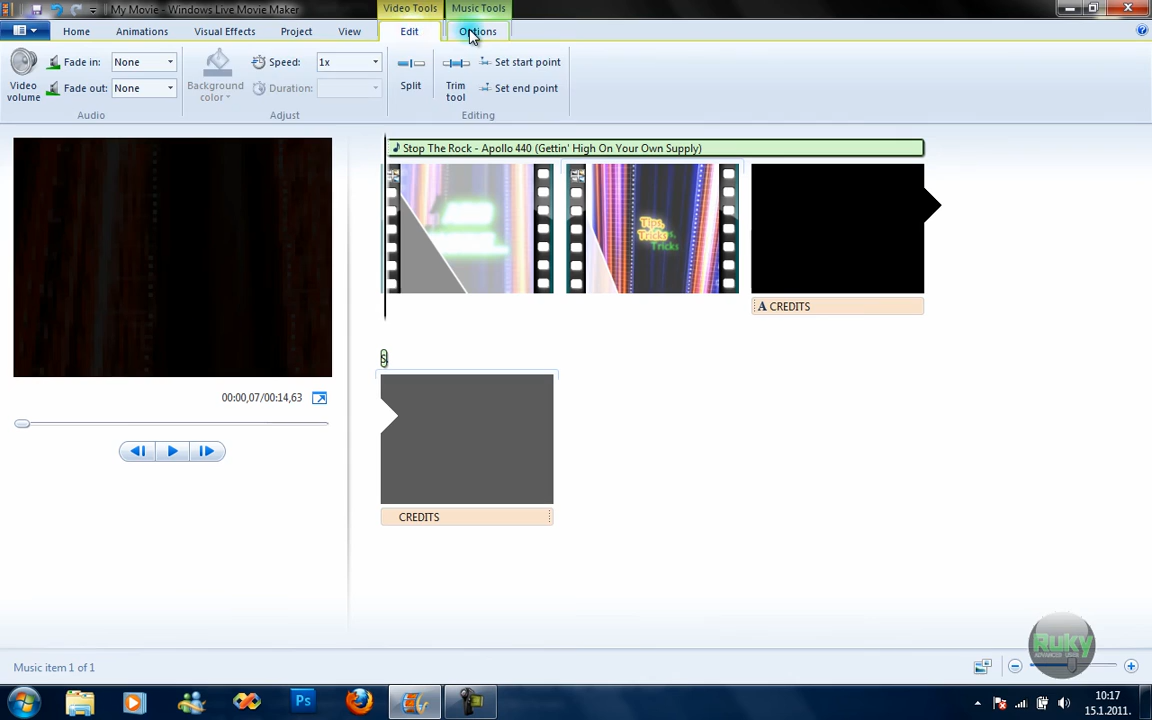 My Movie - Windows Live Movie Maker
Video Tools
Music Tools
Home
Animations
Visual Effects
Project
View
Edit
Options
Video volume
Fade in: None
Fade out: None
Audio
Background color
Speed: 1x
Duration:
Adjust
Split
Trim tool
Set start point
Set end point
Editing
Stop The Rock - Apollo 440 (Gettin' High On Your Own Supply)
Tips,
Tricks
Tricks
A CREDITS
00:00,07/00:14,63
S
CREDITS
Ruky
Music item 1 of 1
Ps
10:17
15.1.2011.